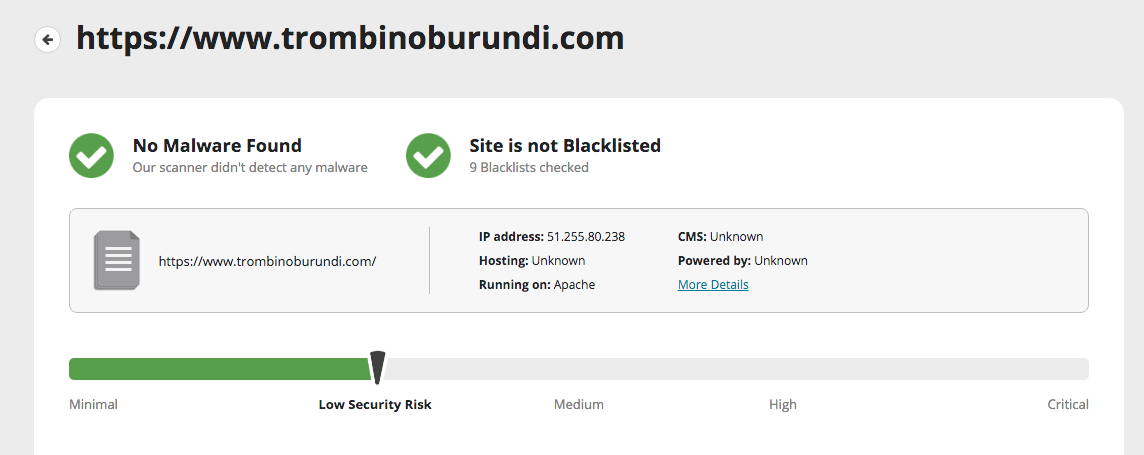 https://www.trombinoburundi.com
No Malware Found
Our scanner didn't detect any malware
Site is not Blacklisted
9 Blacklists checked
https://www.trombinoburundi.com/
IP address: 51.255.80.238
Hosting: Unknown
Running on: Apache
CMS: Unknown
Powered by: Unknown
More Details
Minimal
Low Security Risk
Medium
High
Critical